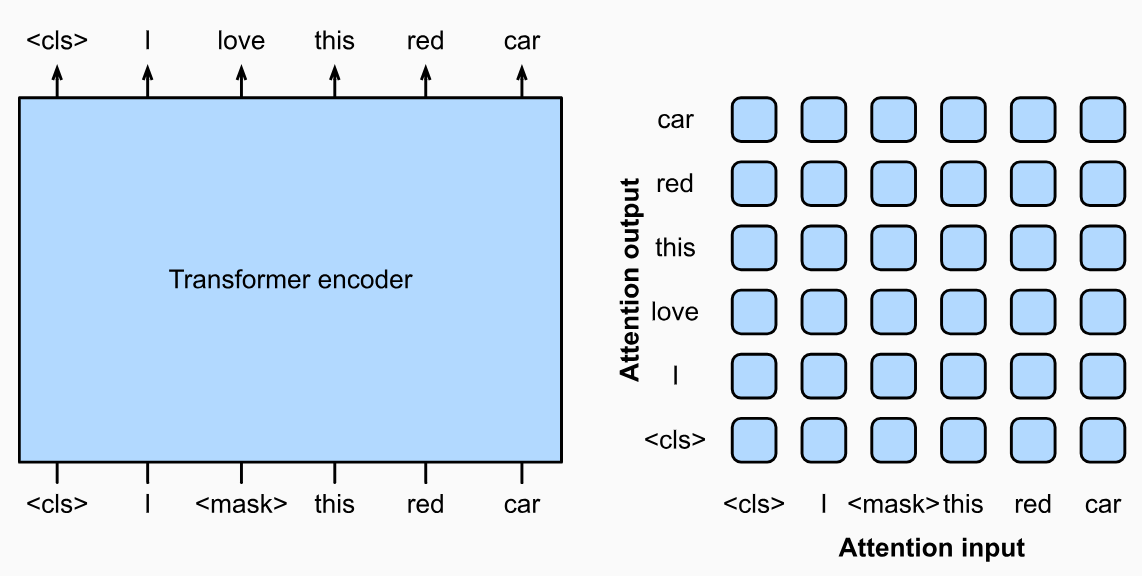 <cls> I love this red car
Transformer encoder
<cls> I <mask> this red car
Attention output
car
red
this
love
I
<cls>
<cls> I <mask> this red car
Attention input